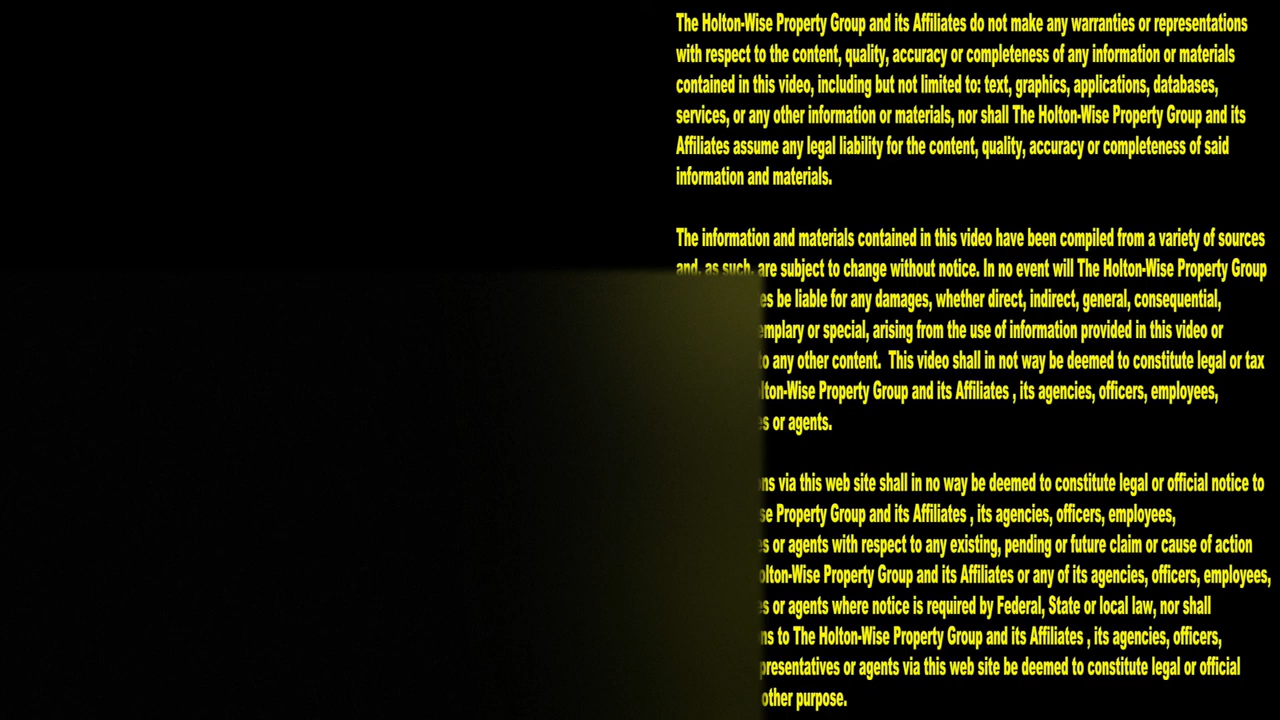 The Holton-Wise Property Group and its Affiliates do not make any warranties or representations
with respect to the content, quality, accuracy or completeness of any information or materials
contained in this video, including but not limited to: text, graphics, applications, databases,
services, or any other information or materials, nor shall The Holton-Wise Property Group and its
Affiliates assume any legal liability for the content, quality, accuracy or completeness of said
information and materials.
The information and materials contained in this video have been compiled from a variety of sources
and, as such, are subject to change without notice. In no event will The Holton-Wise Property Group
be liable for any damages, whether direct, indirect, general, consequential,
or special, arising from the use of information provided in this video or
any other content. This video shall in not way be deemed to constitute legal or tax
Property Group and its Affiliates , its agencies, officers, employees,
or agents.
via this web site shall in no way be deemed to constitute legal or official notice to
Property Group and its Affiliates , its agencies, officers, employees,
or agents with respect to any existing, pending or future claim or cause of action
Property Group and its Affiliates or any of its agencies, officers, employees,
or agents where notice is required by Federal, State or local law, nor shall
to The Holton-Wise Property Group and its Affiliates , its agencies, officers,
or agents via this web site be deemed to constitute legal or official
other purpose.